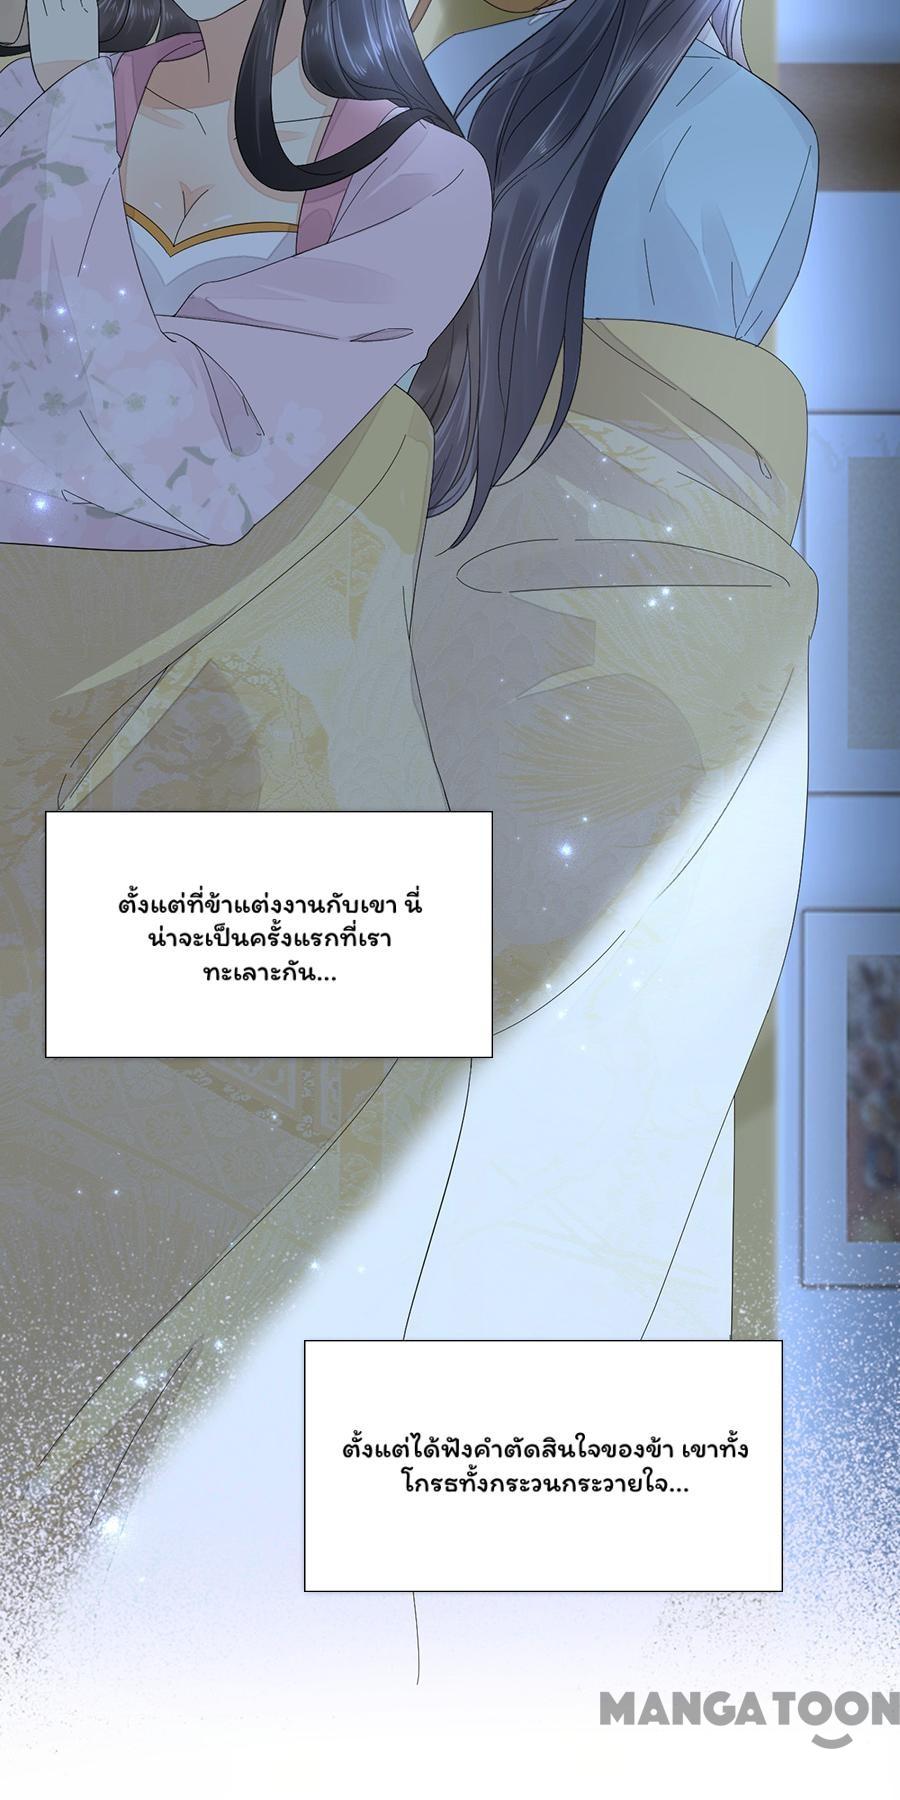 ตั้งแต่ที่ข้าแต่งงานกับเขา นี่
น่าจะเป็นครั้งแรกที่เรา
ทะเลาะกัน...
ตั้งแต่ได้ฟังคำตัดสินใจของข้า เขาทั้ง
โกรธทั้งกระวนกระวายใจ...
MANGATOON